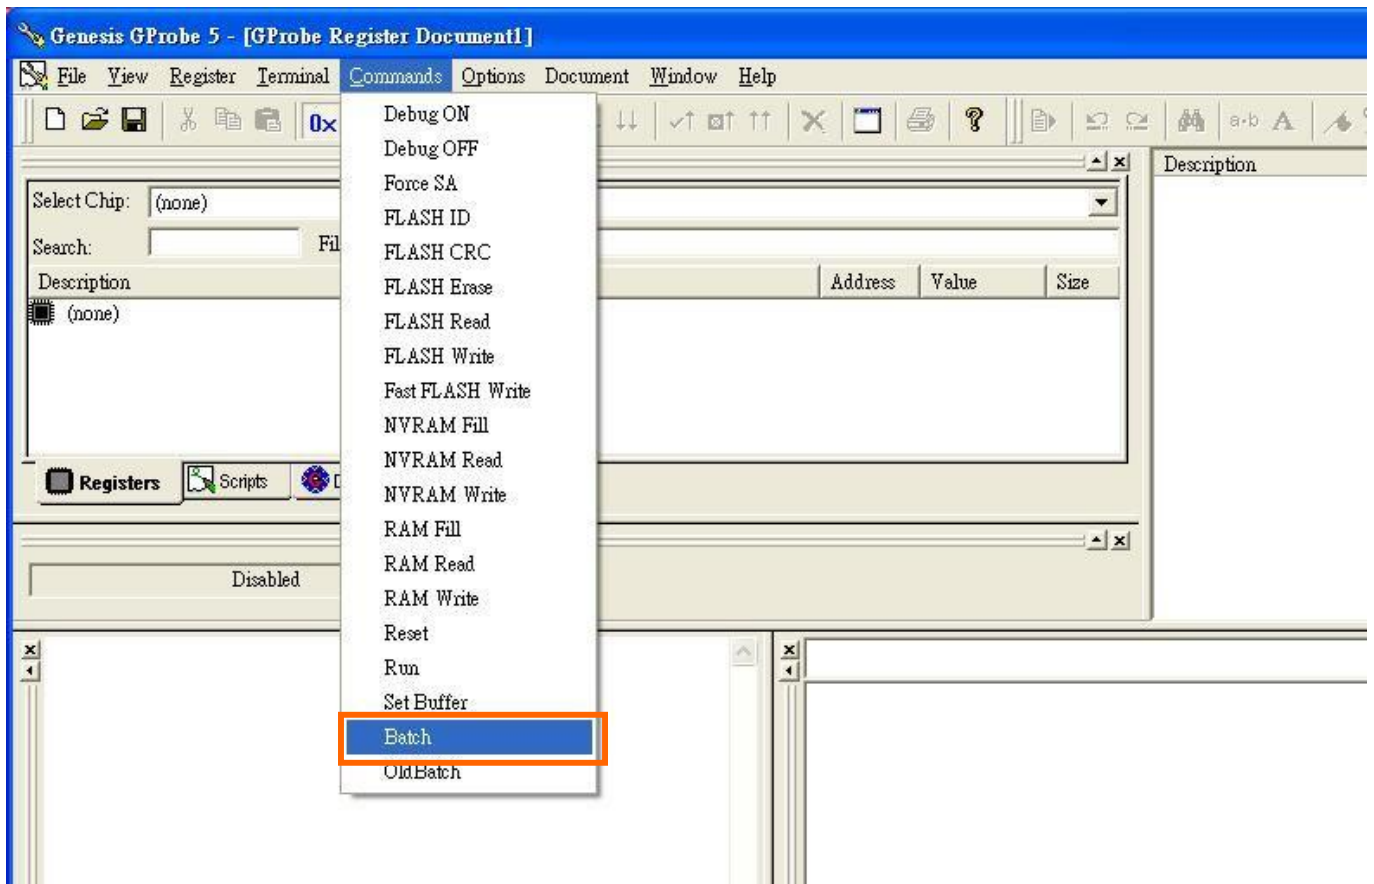 Genesis GProbe 5 - [GProbe Register Document1]
File View Register Terminal Commands Options Document Window Help
0x
a-b A
Description
Select Chip: (none)
Search:
Description
Address Value Size
(none)
Registers Scripts
Disabled
Debug ON
Debug OFF
Force SA
FLASH ID
FLASH CRC
FLASH Erase
FLASH Read
FLASH Write
Fast FLASH Write
NVRAM Fill
NVRAM Read
NVRAM Write
RAM Fill
RAM Read
RAM Write
Reset
Run
Set Buffer
Batch
OldBatch